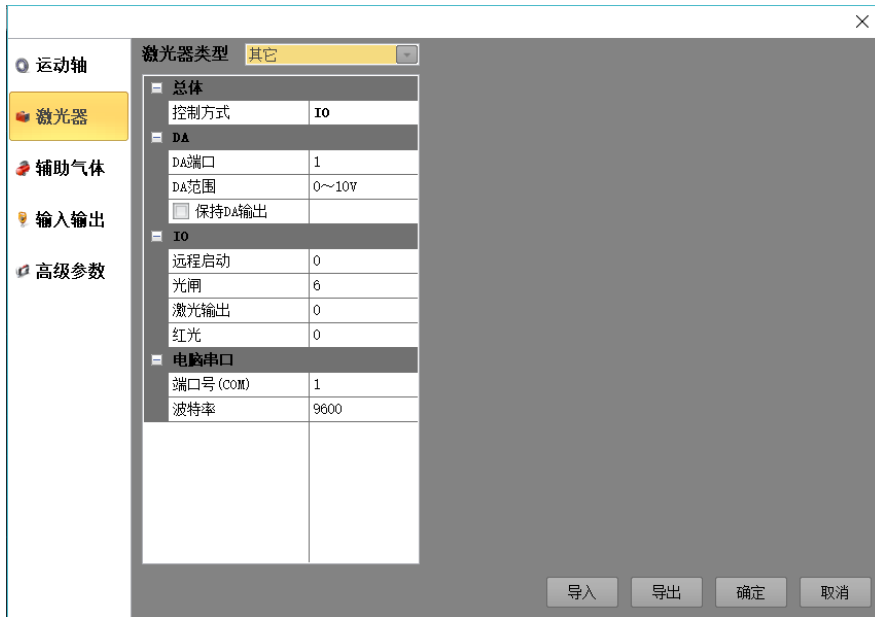 运动轴
激光器
辅助气体
输入输出
高级参数
激光器类型 其它
总体
控制方式 IO
DA
DA端口 1
DA范围 0～10V
保持DA输出
IO
远程启动 0
光闸 6
激光输出 0
红光 0
电脑串口
端口号(COM) 1
波特率 9600
导入 导出 确定 取消